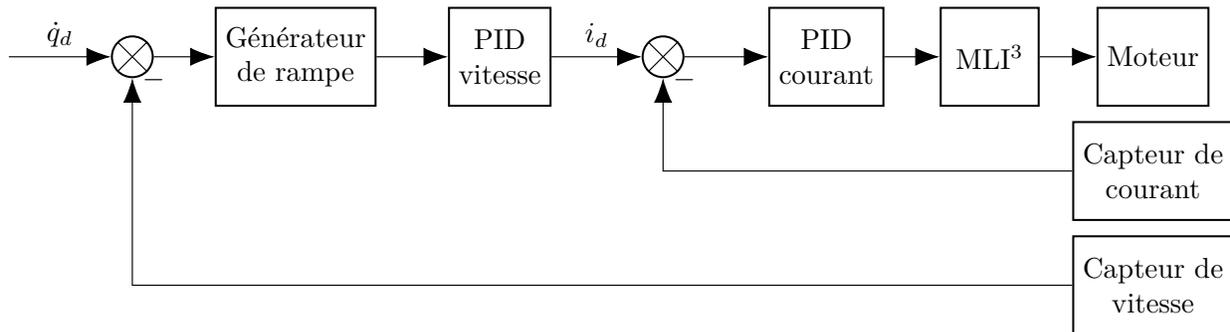 q̇_d
Générateur
de rampe
PID
vitesse
i_d
PID
courant
MLI³
Moteur
−
−
Capteur de
courant
Capteur de
vitesse